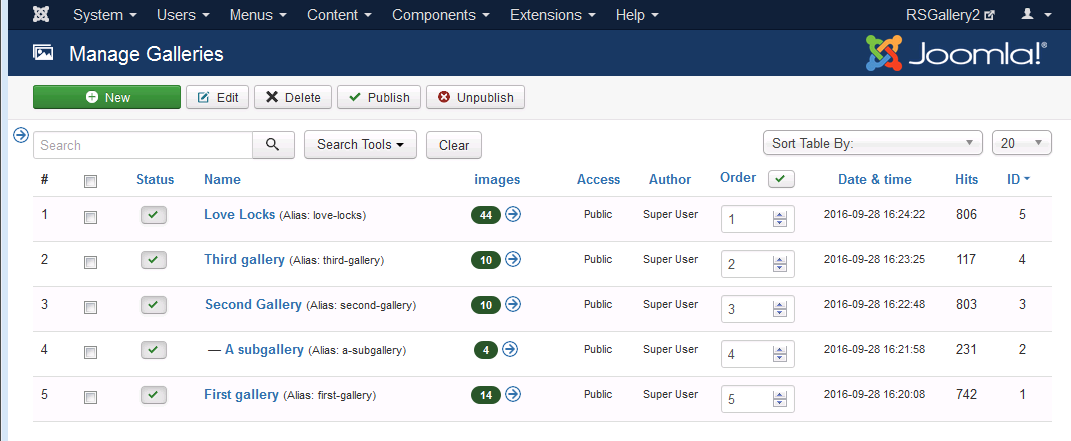 System Users Menus Content Components Extensions Help RSGallery2
Manage Galleries Joomla!®
New Edit Delete Publish Unpublish
Search Search Tools Clear Sort Table By: 20
# Status Name images Access Author Order Date & time Hits ID
1 Love Locks (Alias: love-locks) 44 Public Super User 1 2016-09-28 16:24:22 806 5
2 Third gallery (Alias: third-gallery) 10 Public Super User 2 2016-09-28 16:23:25 117 4
3 Second Gallery (Alias: second-gallery) 10 Public Super User 3 2016-09-28 16:22:48 803 3
4 — A subgallery (Alias: a-subgallery) 4 Public Super User 4 2016-09-28 16:21:58 231 2
5 First gallery (Alias: first-gallery) 14 Public Super User 5 2016-09-28 16:20:08 742 1